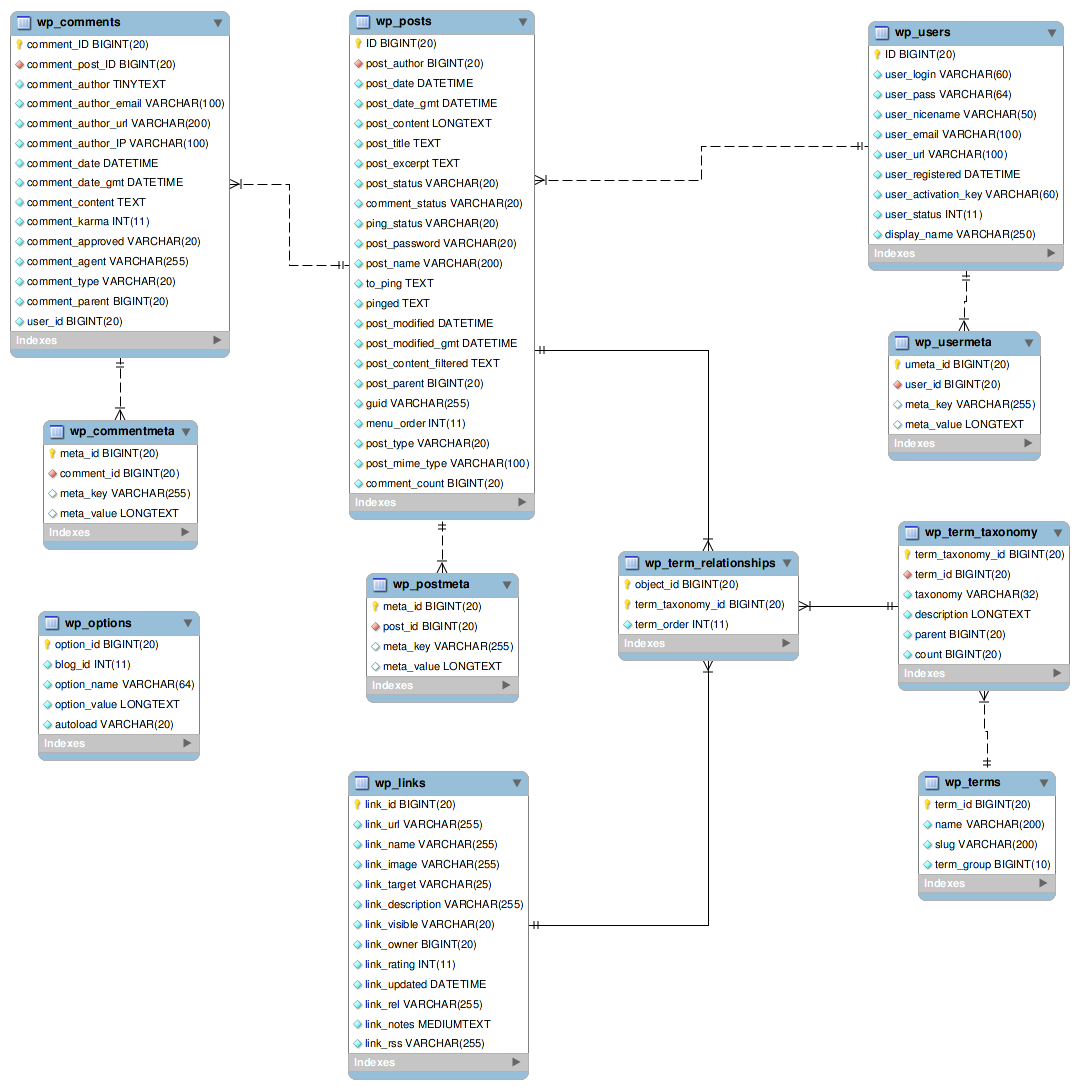 wp_comments
comment_ID BIGINT(20)
comment_post_ID BIGINT(20)
comment_author TINYTEXT
comment_author_email VARCHAR(100)
comment_author_url VARCHAR(200)
comment_author_IP VARCHAR(100)
comment_date DATETIME
comment_date_gmt DATETIME
comment_content TEXT
comment_karma INT(11)
comment_approved VARCHAR(20)
comment_agent VARCHAR(255)
comment_type VARCHAR(20)
comment_parent BIGINT(20)
user_id BIGINT(20)
Indexes
wp_posts
ID BIGINT(20)
post_author BIGINT(20)
post_date DATETIME
post_date_gmt DATETIME
post_content LONGTEXT
post_title TEXT
post_excerpt TEXT
post_status VARCHAR(20)
comment_status VARCHAR(20)
ping_status VARCHAR(20)
post_password VARCHAR(20)
post_name VARCHAR(200)
to_ping TEXT
pinged TEXT
post_modified DATETIME
post_modified_gmt DATETIME
post_content_filtered TEXT
post_parent BIGINT(20)
guid VARCHAR(255)
menu_order INT(11)
post_type VARCHAR(20)
post_mime_type VARCHAR(100)
comment_count BIGINT(20)
Indexes
wp_users
ID BIGINT(20)
user_login VARCHAR(60)
user_pass VARCHAR(64)
user_nicename VARCHAR(50)
user_email VARCHAR(100)
user_url VARCHAR(100)
user_registered DATETIME
user_activation_key VARCHAR(60)
user_status INT(11)
display_name VARCHAR(250)
Indexes
wp_usermeta
umeta_id BIGINT(20)
user_id BIGINT(20)
meta_key VARCHAR(255)
meta_value LONGTEXT
Indexes
wp_commentmeta
meta_id BIGINT(20)
comment_id BIGINT(20)
meta_key VARCHAR(255)
meta_value LONGTEXT
Indexes
wp_postmeta
meta_id BIGINT(20)
post_id BIGINT(20)
meta_key VARCHAR(255)
meta_value LONGTEXT
Indexes
wp_term_relationships
object_id BIGINT(20)
term_taxonomy_id BIGINT(20)
term_order INT(11)
Indexes
wp_term_taxonomy
term_taxonomy_id BIGINT(20)
term_id BIGINT(20)
taxonomy VARCHAR(32)
description LONGTEXT
parent BIGINT(20)
count BIGINT(20)
Indexes
wp_options
option_id BIGINT(20)
blog_id INT(11)
option_name VARCHAR(64)
option_value LONGTEXT
autoload VARCHAR(20)
Indexes
wp_links
link_id BIGINT(20)
link_url VARCHAR(255)
link_name VARCHAR(255)
link_image VARCHAR(255)
link_target VARCHAR(25)
link_description VARCHAR(255)
link_visible VARCHAR(20)
link_owner BIGINT(20)
link_rating INT(11)
link_updated DATETIME
link_rel VARCHAR(255)
link_notes MEDIUMTEXT
link_rss VARCHAR(255)
Indexes
wp_terms
term_id BIGINT(20)
name VARCHAR(200)
slug VARCHAR(200)
term_group BIGINT(10)
Indexes